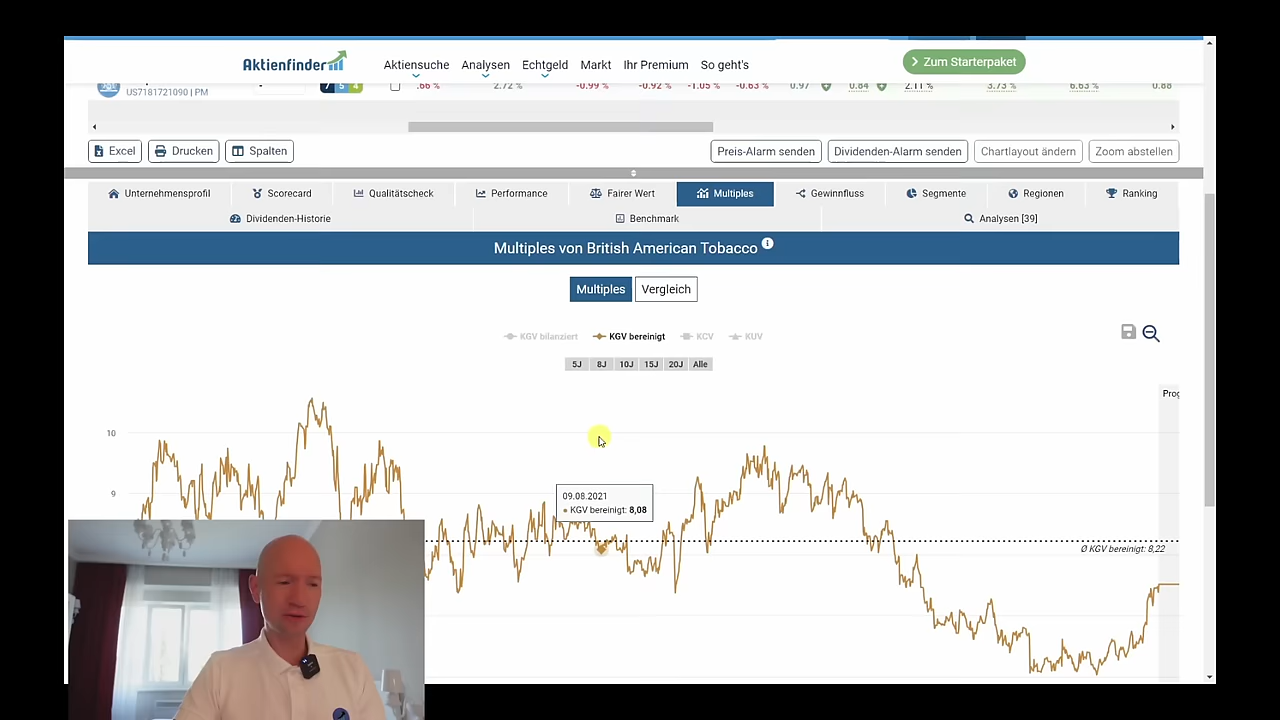 Aktienfinder
Aktiensuche Analysen Echtgeld Markt Ihr Premium So geht's
Zum Starterpaket
US7181721090 | PM
7 5 4
.66 % 2.72 % -0.99 % -0.92 % -1.05 % -0.63 % 0.97 0.84 2.11 % 3.73 % 6.63 % 0.88
Excel Drucken Spalten Preis-Alarm senden Dividenden-Alarm senden Chartlayout ändern Zoom abstellen
Unternehmensprofil Scorecard Qualitätscheck Performance Fairer Wert Multiples Gewinnfluss Segmente Regionen Ranking
Dividenden-Historie Benchmark Analysen [39]
Multiples von British American Tobacco
Multiples Vergleich
KGV bilanziert KGV bereinigt KCV KUV
5J 8J 10J 15J 20J Alle
Prog
10
9
09.08.2021
KGV bereinigt: 8,08
Ø KGV bereinigt: 8,22